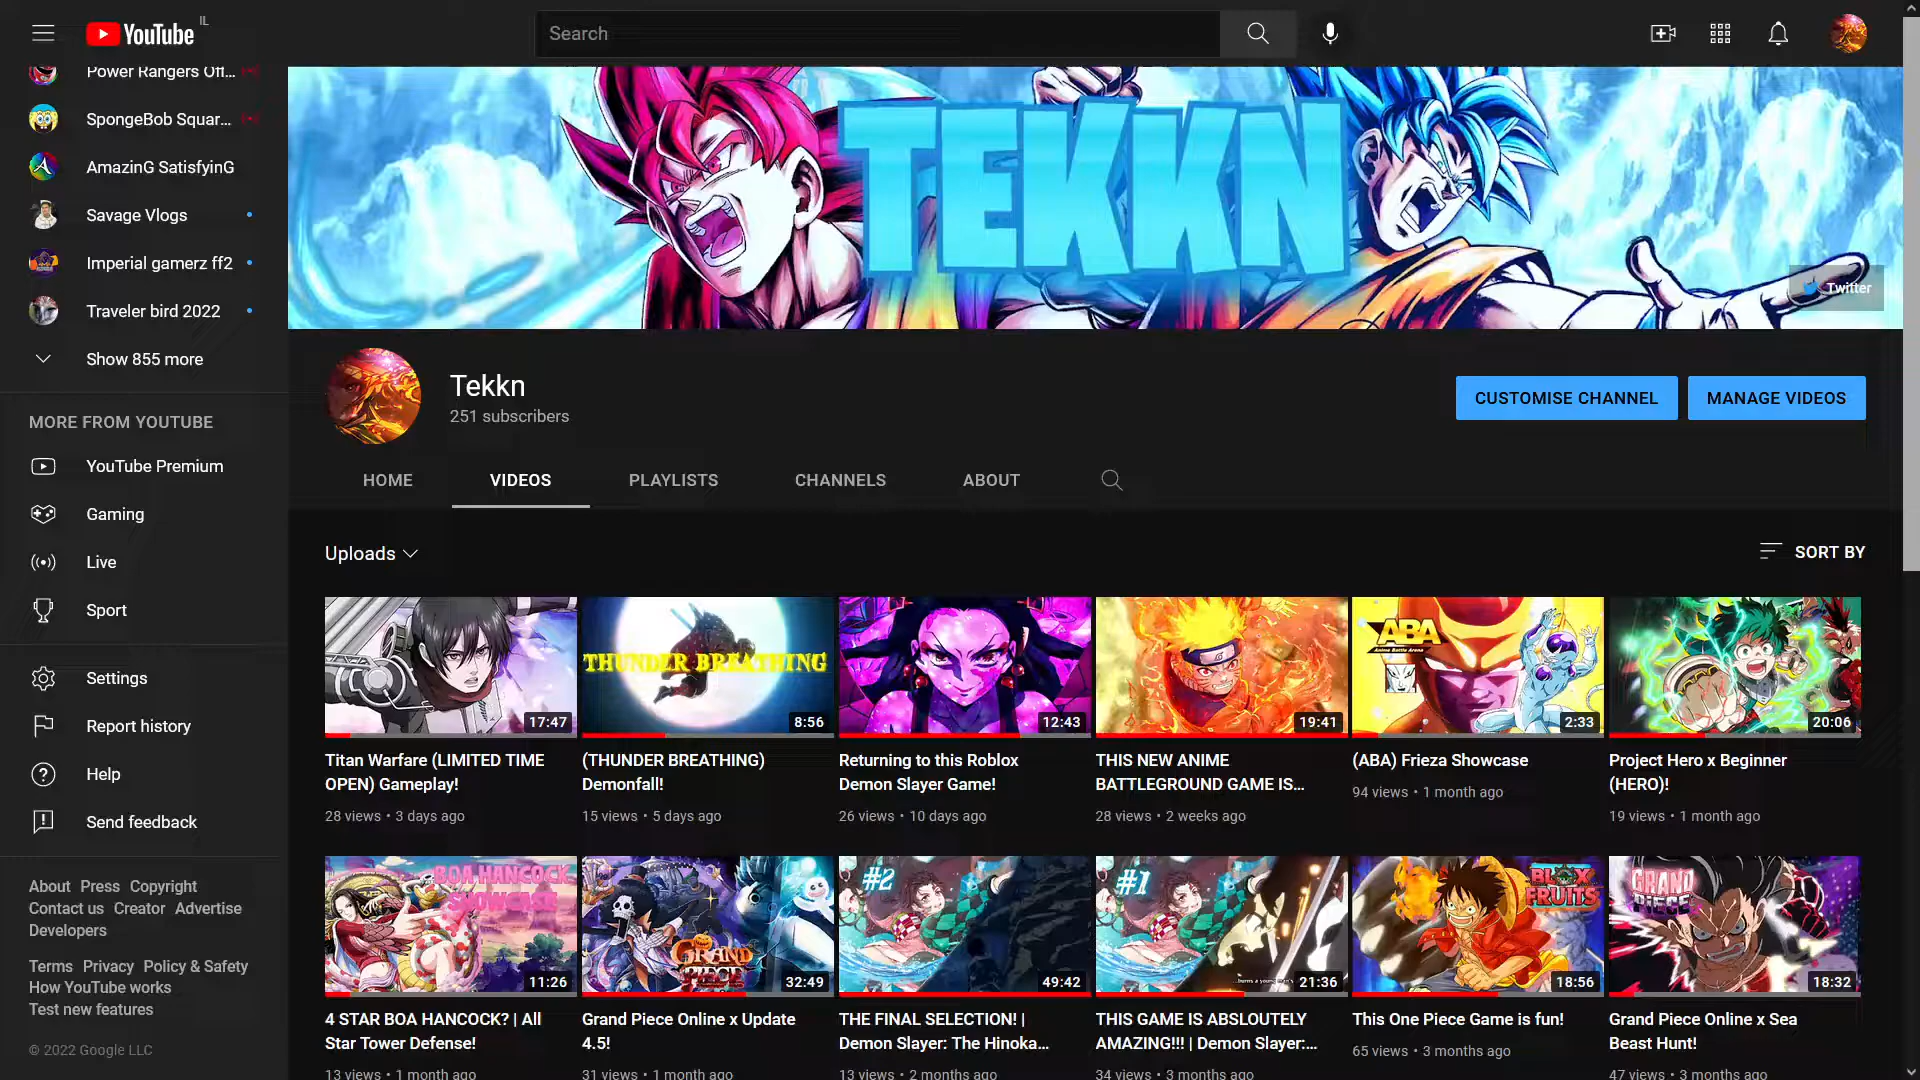 YouTube IL
Search
Power Rangers Off...
SpongeBob Squar...
AmazinG SatisfyinG
Savage Vlogs
Imperial gamerz ff2
Traveler bird 2022
Show 855 more
MORE FROM YOUTUBE
YouTube Premium
Gaming
Live
Sport
Settings
Report history
Help
Send feedback
About Press Copyright
Contact us Creator Advertise
Developers
Terms Privacy Policy & Safety
How YouTube works
Test new features
© 2022 Google LLC
TEKKN
Twitter
Tekkn
251 subscribers
CUSTOMISE CHANNEL
MANAGE VIDEOS
HOME
VIDEOS
PLAYLISTS
CHANNELS
ABOUT
Uploads
SORT BY
17:47
Titan Warfare (LIMITED TIME
OPEN) Gameplay!
28 views • 3 days ago
THUNDER BREATHING
8:56
(THUNDER BREATHING)
Demonfall!
15 views • 5 days ago
12:43
Returning to this Roblox
Demon Slayer Game!
26 views • 10 days ago
19:41
THIS NEW ANIME
BATTLEGROUND GAME IS...
28 views • 2 weeks ago
ABA
Anime Battle Arena
2:33
(ABA) Frieza Showcase
94 views • 1 month ago
20:06
Project Hero x Beginner
(HERO)!
19 views • 1 month ago
BOA HANCOCK
SHOWCASE
11:26
4 STAR BOA HANCOCK? | All
Star Tower Defense!
13 views • 1 month ago
GRAND
PIECE
32:49
Grand Piece Online x Update
4.5!
31 views • 1 month ago
#2
49:42
THE FINAL SELECTION! |
Demon Slayer: The Hinoka...
13 views • 2 months ago
#1
21:36
THIS GAME IS ABSLOUTELY
AMAZING!!! | Demon Slayer:...
34 views • 3 months ago
BLOX
FRUITS
18:56
This One Piece Game is fun!
65 views • 3 months ago
GRAND
PIECE
18:32
Grand Piece Online x Sea
Beast Hunt!
47 views • 3 months ago